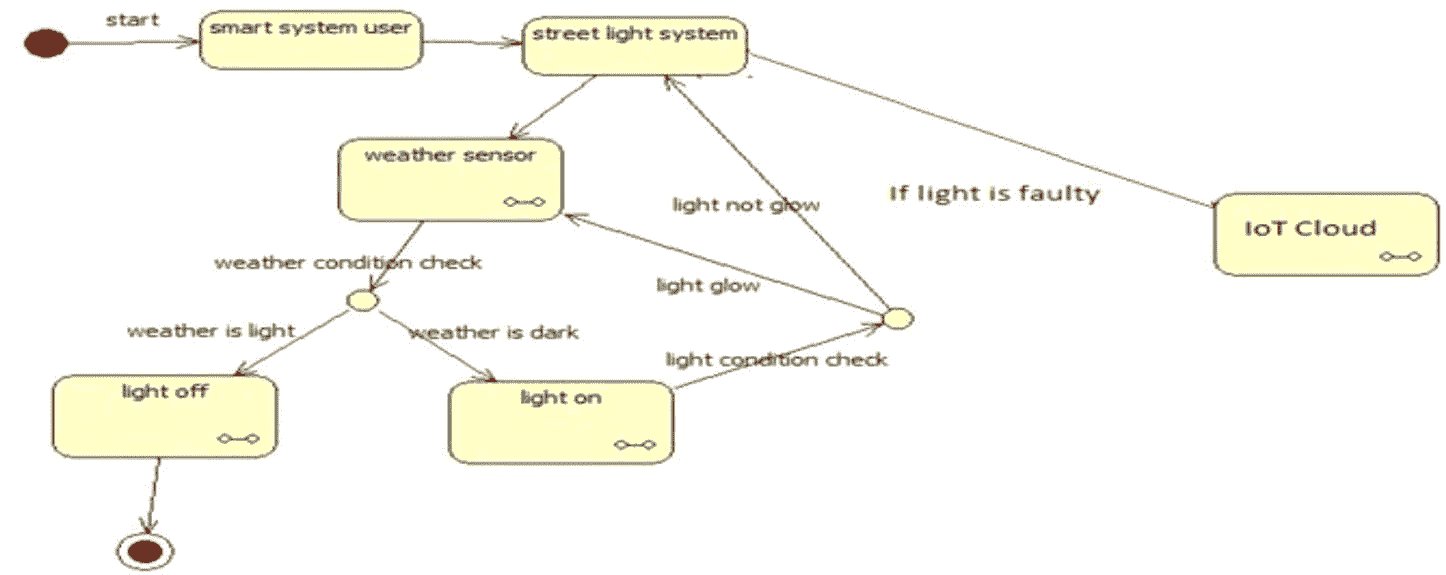 start
smart system user
street light system
weather sensor
If light is faulty
light not glow
IoT Cloud
weather condition check
light glow
weather is light
weather is dark
light condition check
light off
light on